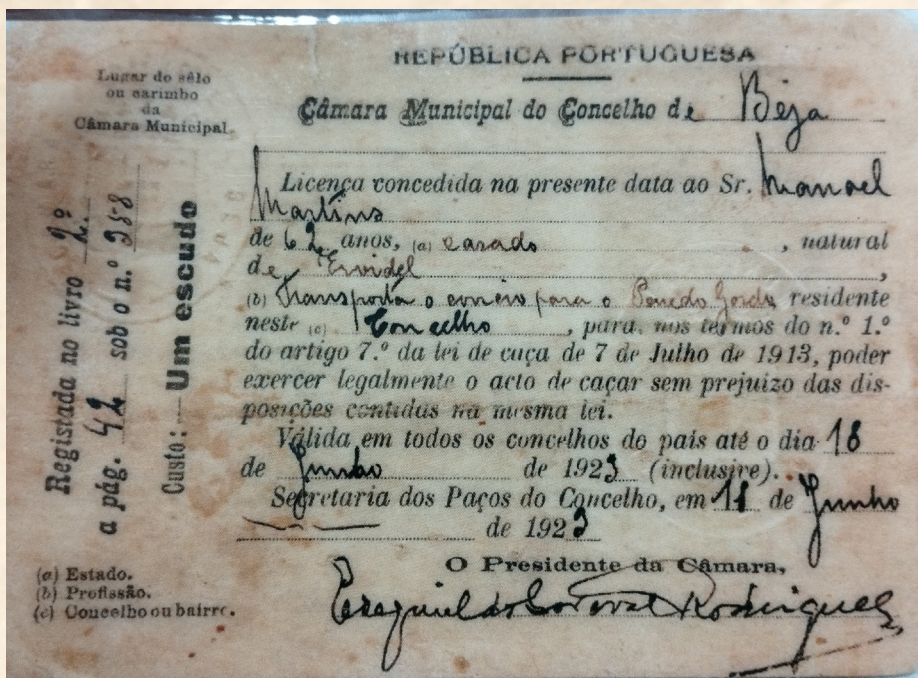 REPÚBLICA PORTUGUESA
Lugar do sêlo
ou carimbo
da
Câmara Municipal
Câmara Municipal do Concelho de Béja
Licença concedida na presente data ao Sr. Manoel
Martins
de 62 anos, (a) casado , natural
de Ervidel ,
(b) Transporta o correio para o Penedo Gordo residente
neste (c) Concelho , para, nos termos do n.º 1.º
do artigo 7.º da lei de caça de 7 de Julho de 1913, poder
exercer legalmente o acto de caçar sem prejuizo das dis-
posições contidas na mesma lei.
Válida em todos os concelhos do país até o dia 18
de Junho de 1923 (inclusive).
Secretaria dos Paços do Concelho, em de Junho
de 1923
O Presidente da Câmara,
Rodrigues
Registada no livro 2.º
a pág. 42 sob o n.º 958
Custo:—Um escudo
(a) Estado.
(b) Profissão.
(c) Concelho ou bairro.